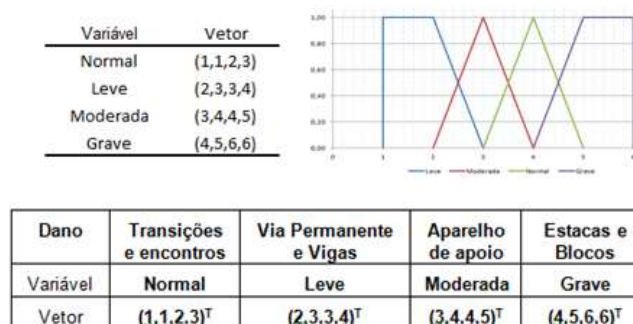 Variável Vetor
Normal (1,1,2,3)
Leve (2,3,3,4)
Moderada (3,4,4,5)
Grave (4,5,6,6)
1,00
0,80
0,60
0,40
0,20
0,00
0 1 2 3 4 5 6
Leve Moderada Normal Grave
Dano Transições e encontros Via Permanente e Vigas Aparelho de apoio Estacas e Blocos
Variável Normal Leve Moderada Grave
Vetor (1,1,2,3)ᵀ (2,3,3,4)ᵀ (3,4,4,5)ᵀ (4,5,6,6)ᵀ